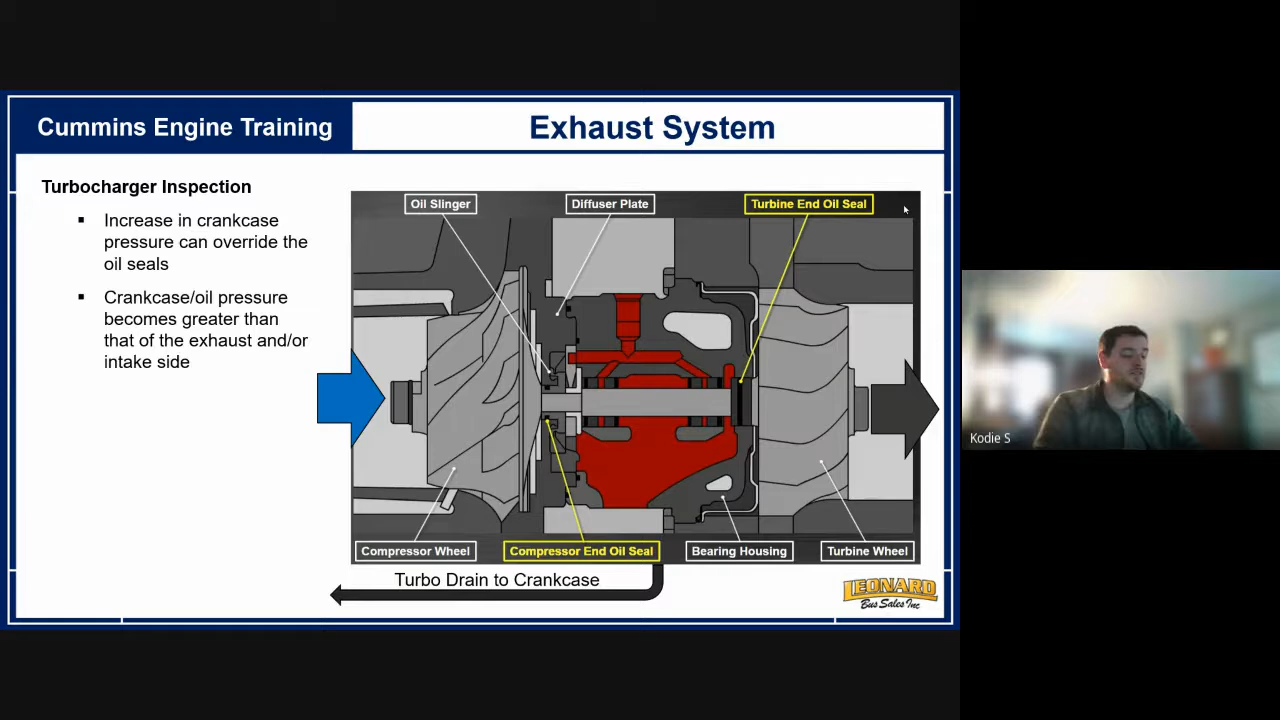 Cummins Engine Training
Exhaust System
Turbocharger Inspection
Increase in crankcase
pressure can override the
oil seals
Crankcase/oil pressure
becomes greater than
that of the exhaust and/or
intake side
Oil Slinger
Diffuser Plate
Turbine End Oil Seal
Compressor Wheel
Compressor End Oil Seal
Bearing Housing
Turbine Wheel
Turbo Drain to Crankcase
LEONARD
Bus Sales Inc
Kodie S